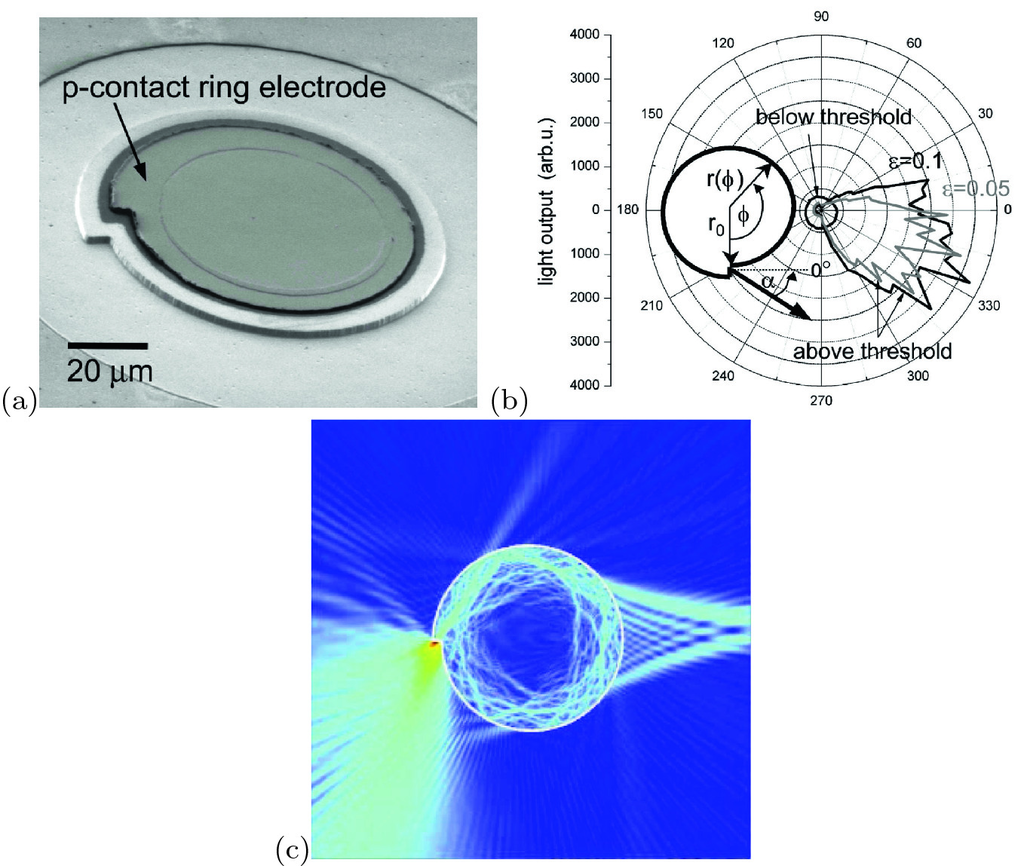 p-contact ring electrode
20 μm
(a)
90
120
60
150
30
180
0
210
330
240
300
270
4000
3000
2000
1000
0
1000
2000
3000
4000
light output (arb.u.)
below threshold
ε=0.1
ε=0.05
r(ϕ)
r0
ϕ
0°
α
above threshold
(b)
(c)